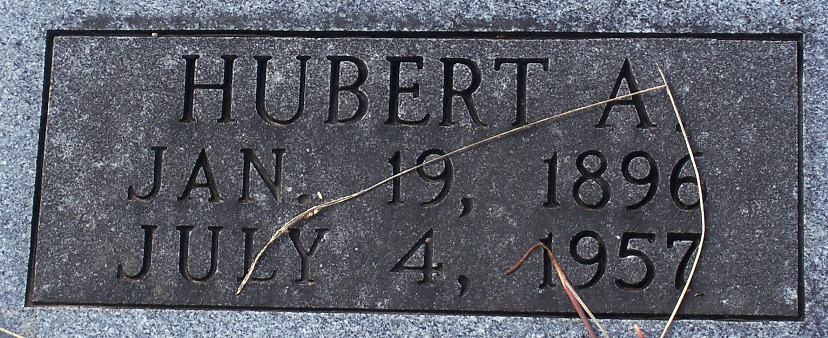 HUBERT A.
JAN. 19, 1896
JULY 4, 1957